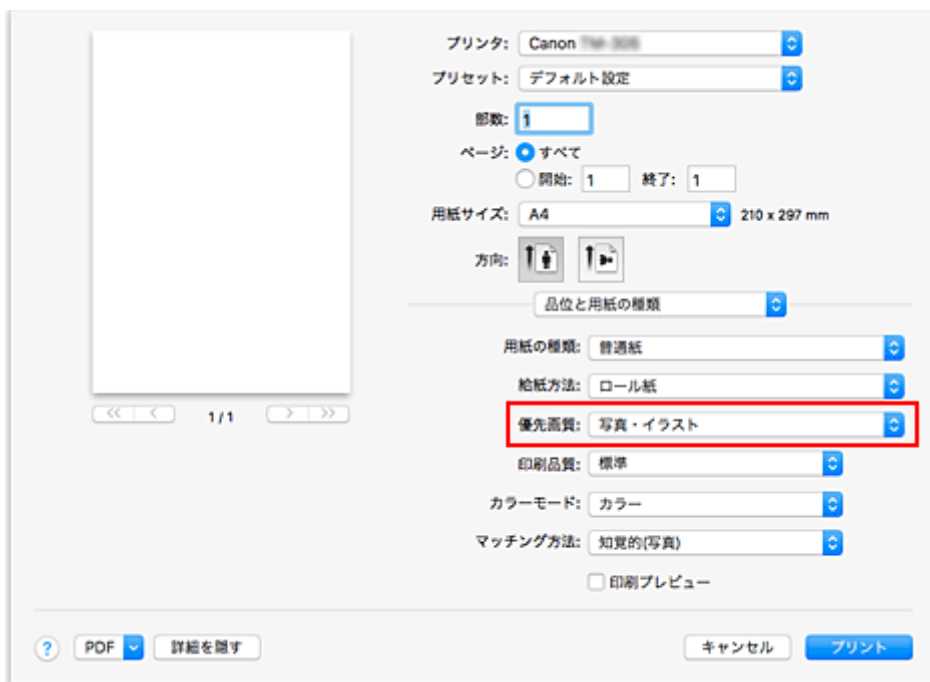 プリンタ: Canon
プリセット: デフォルト設定
部数: 1
ページ: すべて
開始: 1 終了: 1
用紙サイズ: A4 210 x 297 mm
方向:
品位と用紙の種類
用紙の種類: 普通紙
給紙方法: ロール紙
優先画質: 写真・イラスト
印刷品質: 標準
カラーモード: カラー
マッチング方法: 知覚的(写真)
印刷プレビュー
1/1
? PDF 詳細を隠す キャンセル プリント